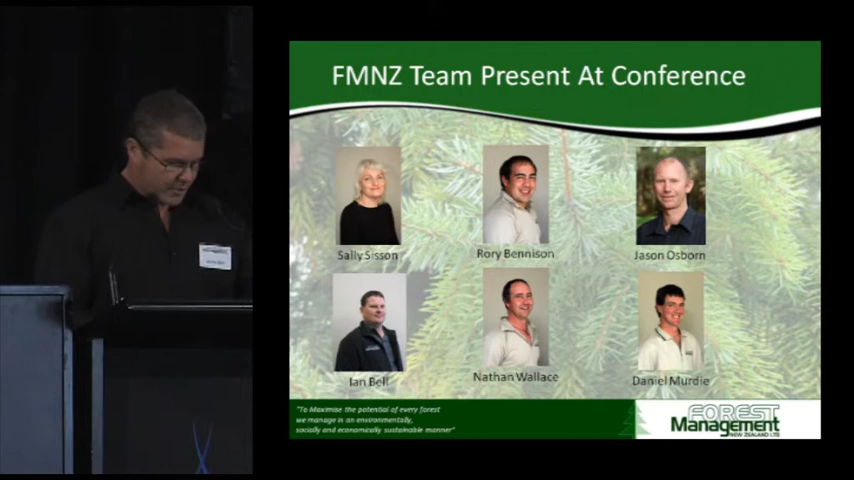 FMNZ Team Present At Conference
Sally Sisson
Rory Bennison
Jason Osborn
Ian Bell
Nathan Wallace
Daniel Murdie
"To Maximise the potential of every forest
we manage in an environmentally,
socially and economically sustainable manner"
FOREST
Management
NEW ZEALAND LTD